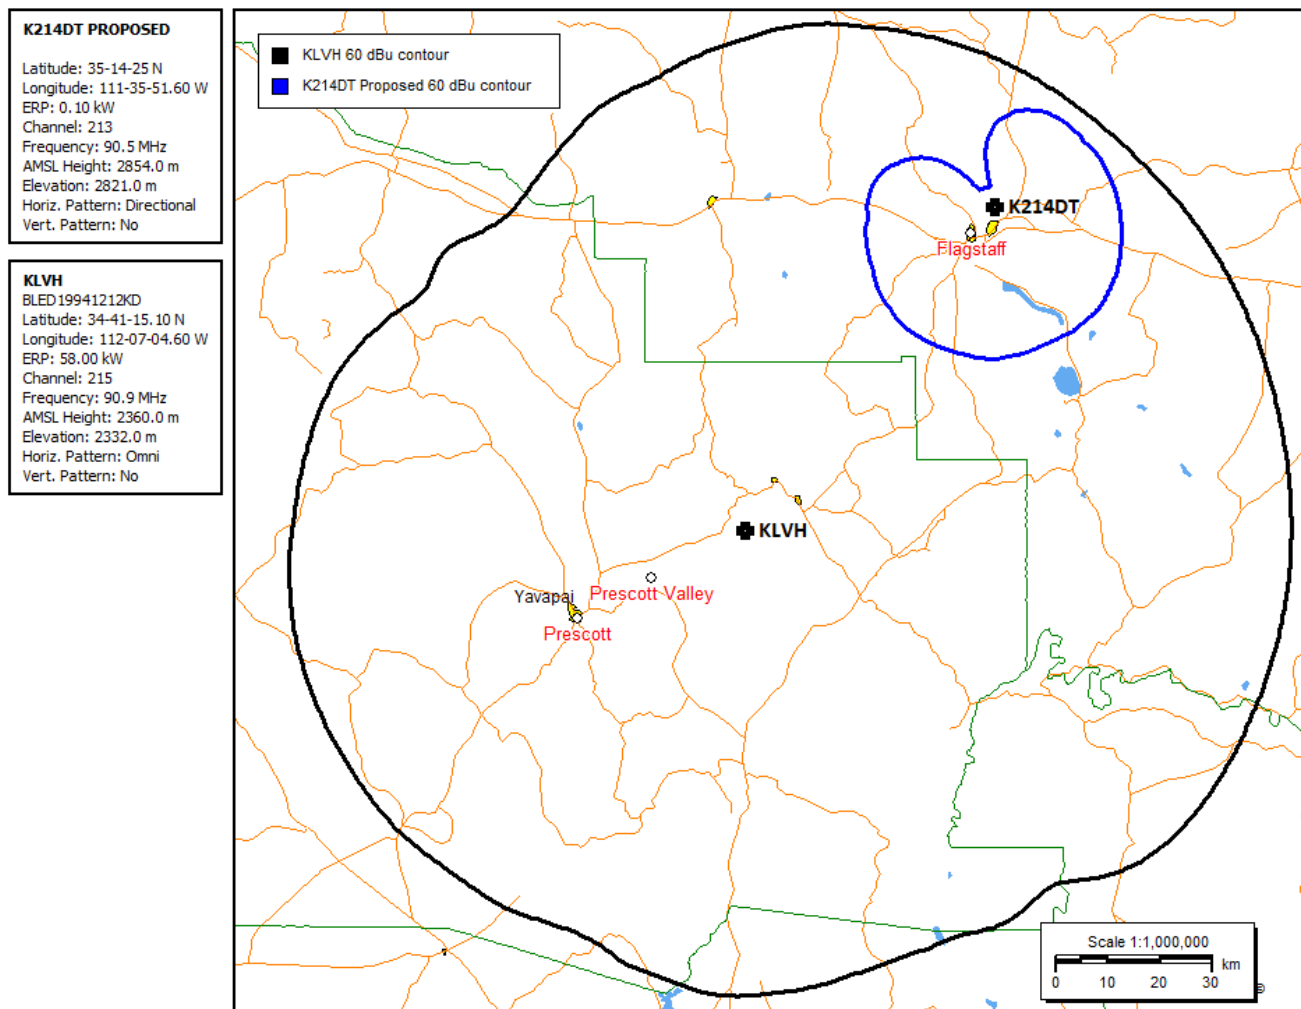 K214DT PROPOSED
Latitude: 35-14-25 N
Longitude: 111-35-51.60 W
ERP: 0.10 kW
Channel: 213
Frequency: 90.5 MHz
AMSL Height: 2854.0 m
Elevation: 2821.0 m
Horiz. Pattern: Directional
Vert. Pattern: No
KLVH
BLED19941212KD
Latitude: 34-41-15.10 N
Longitude: 112-07-04.60 W
ERP: 58.00 kW
Channel: 215
Frequency: 90.9 MHz
AMSL Height: 2360.0 m
Elevation: 2332.0 m
Horiz. Pattern: Omni
Vert. Pattern: No
KLVH 60 dBu contour
K214DT Proposed 60 dBu contour
K214DT
Flagstaff
KLVH
Prescott Valley
Yavapai
Prescott
Scale 1:1,000,000
km
0 10 20 30